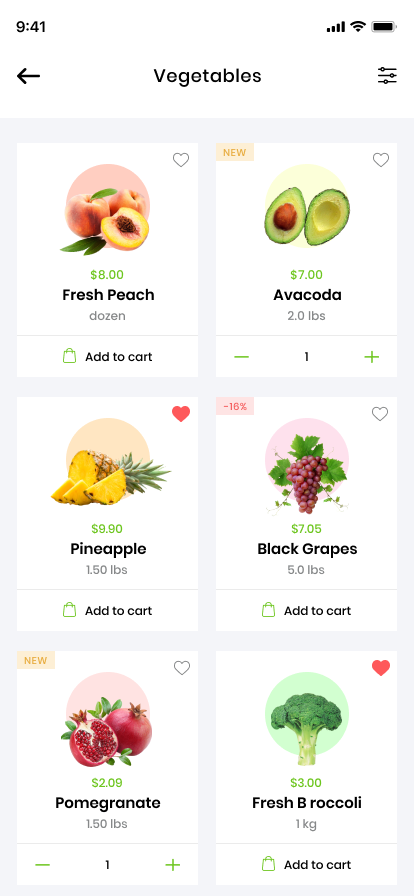 9:41
Vegetables
NEW
$8.00
Fresh Peach
dozen
Add to cart
$7.00
Avacoda
2.0 lbs
1
-16%
$9.90
Pineapple
1.50 lbs
Add to cart
$7.05
Black Grapes
5.0 lbs
Add to cart
NEW
$2.09
Pomegranate
1.50 lbs
1
$3.00
Fresh B roccoli
1 kg
Add to cart